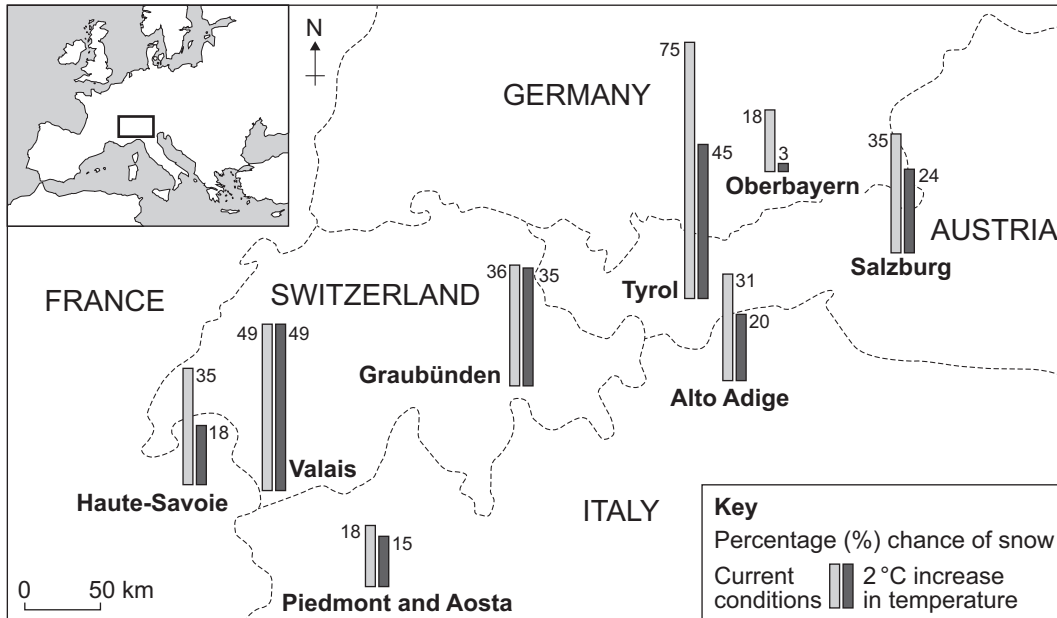 N
GERMANY
75
45
18
3
Oberbayern
35
24
AUSTRIA
Salzburg
FRANCE
SWITZERLAND
36
35
Graubünden
Tyrol
31
20
Alto Adige
49
49
Valais
35
18
Haute-Savoie
ITALY
18
15
Piedmont and Aosta
0 50 km
Key
Percentage (%) chance of snow
Current
conditions
2 °C increase
in temperature